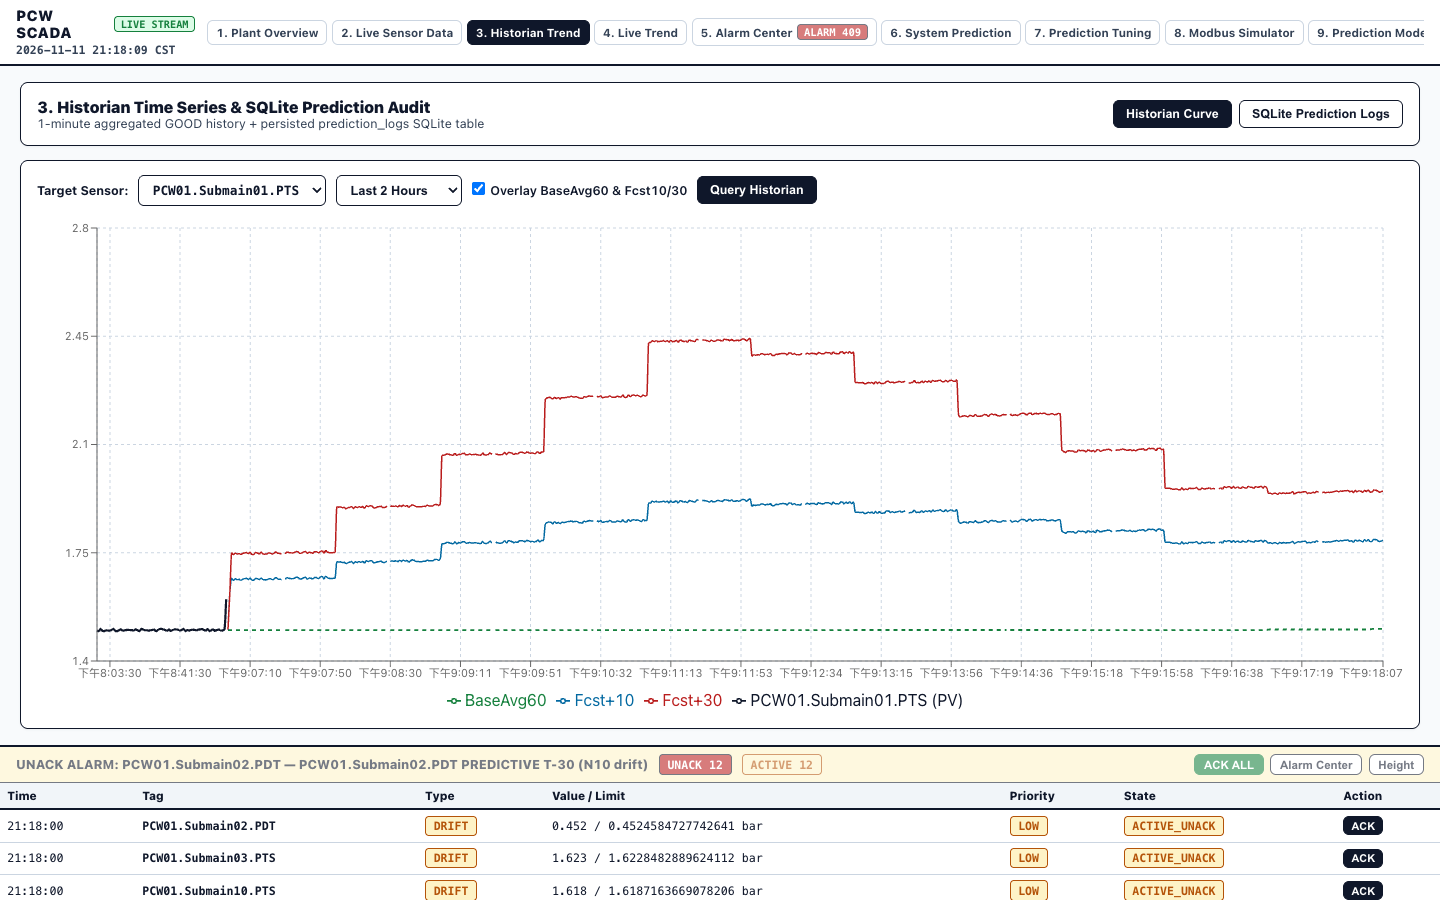 PCW SCADA
LIVE STREAM
2026-11-11 21:18:09 CST
1. Plant Overview
2. Live Sensor Data
3. Historian Trend
4. Live Trend
5. Alarm Center ALARM 409
6. System Prediction
7. Prediction Tuning
8. Modbus Simulator
9. Prediction Mode
3. Historian Time Series & SQLite Prediction Audit
1-minute aggregated GOOD history + persisted prediction_logs SQLite table
Historian Curve
SQLite Prediction Logs
Target Sensor: PCW01.Submain01.PTS Last 2 Hours Overlay BaseAvg60 & Fcst10/30 Query Historian
2.8
2.45
2.1
1.75
1.4
下午8:03:30 下午8:41:30 下午9:07:10 下午9:07:50 下午9:08:30 下午9:09:11 下午9:09:51 下午9:10:32 下午9:11:13 下午9:11:53 下午9:12:34 下午9:13:15 下午9:13:56 下午9:14:36 下午9:15:18 下午9:15:58 下午9:16:38 下午9:17:19 下午9:18:07
BaseAvg60 Fcst+10 Fcst+30 PCW01.Submain01.PTS (PV)
UNACK ALARM: PCW01.Submain02.PDT — PCW01.Submain02.PDT PREDICTIVE T-30 (N10 drift) UNACK 12 ACTIVE 12 ACK ALL Alarm Center Height
Time Tag Type Value / Limit Priority State Action
21:18:00 PCW01.Submain02.PDT DRIFT 0.452 / 0.4524584727742641 bar LOW ACTIVE_UNACK ACK
21:18:00 PCW01.Submain03.PTS DRIFT 1.623 / 1.6228482889624112 bar LOW ACTIVE_UNACK ACK
21:18:00 PCW01.Submain10.PTS DRIFT 1.618 / 1.6187163669078206 bar LOW ACTIVE_UNACK ACK